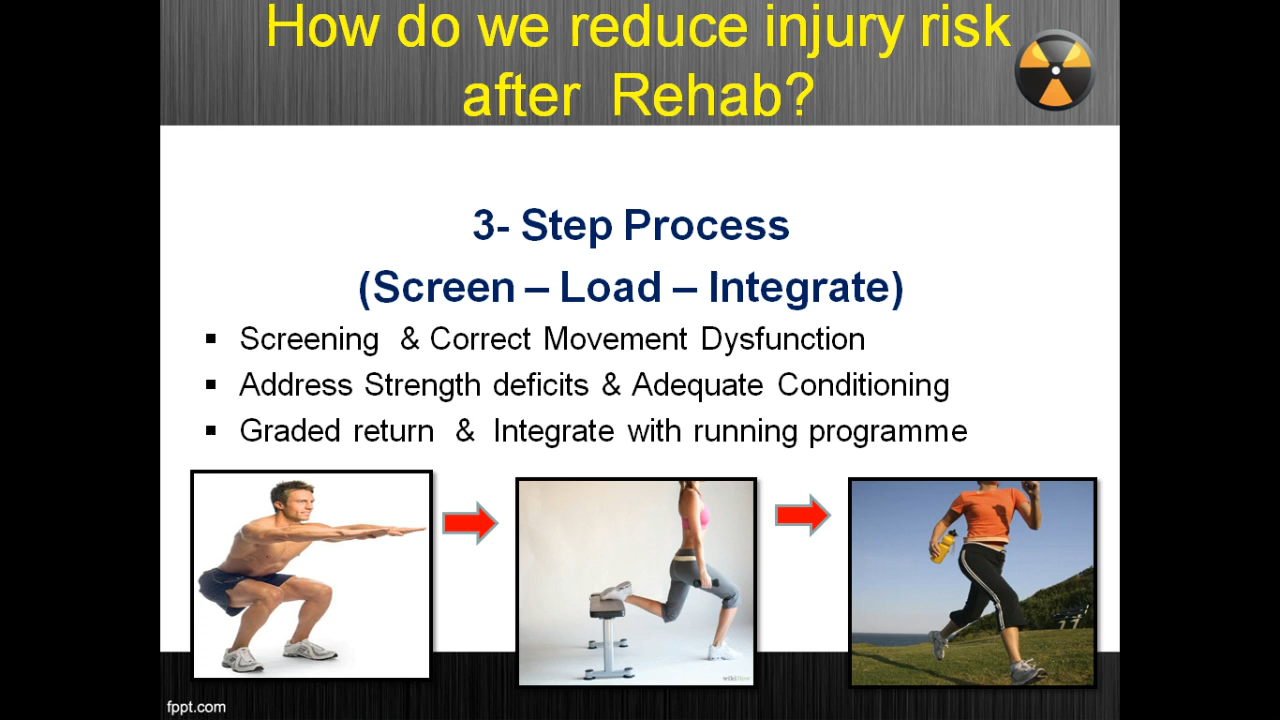 How do we reduce injury risk
after Rehab?
3- Step Process
(Screen – Load – Integrate)
▪ Screening & Correct Movement Dysfunction
▪ Address Strength deficits & Adequate Conditioning
▪ Graded return & Integrate with running programme
fppt.com